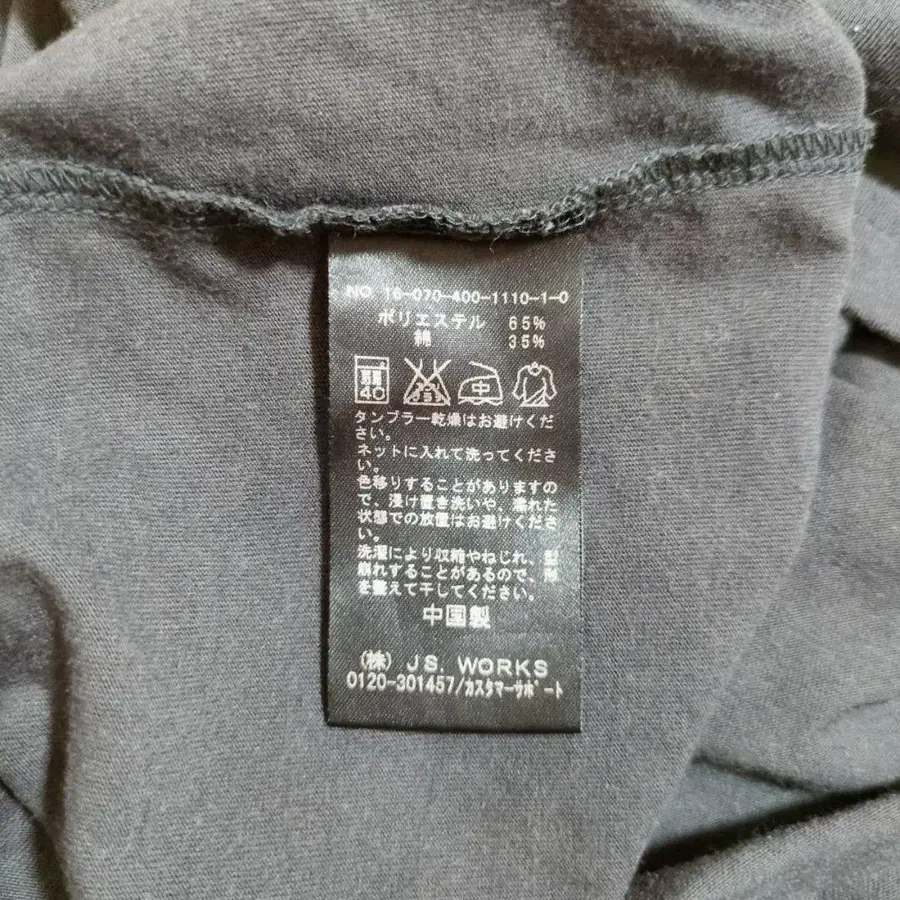 NO 16-070-400-1110-1-0
ポリエステル 65%
綿 35%
40 中
タンブラー乾燥はお避けくだ
さい。
ネットに入れて洗ってくださ
い。
色移りすることがありますの
で、浸け置き洗いや、濡れた
状態での放置はお避けくださ
い。
洗濯により収縮やねじれ、型
崩れすることがあるので、形
を整えて干してください。
中国製
(株) JS. WORKS
0120-301457/カスタマーサポート